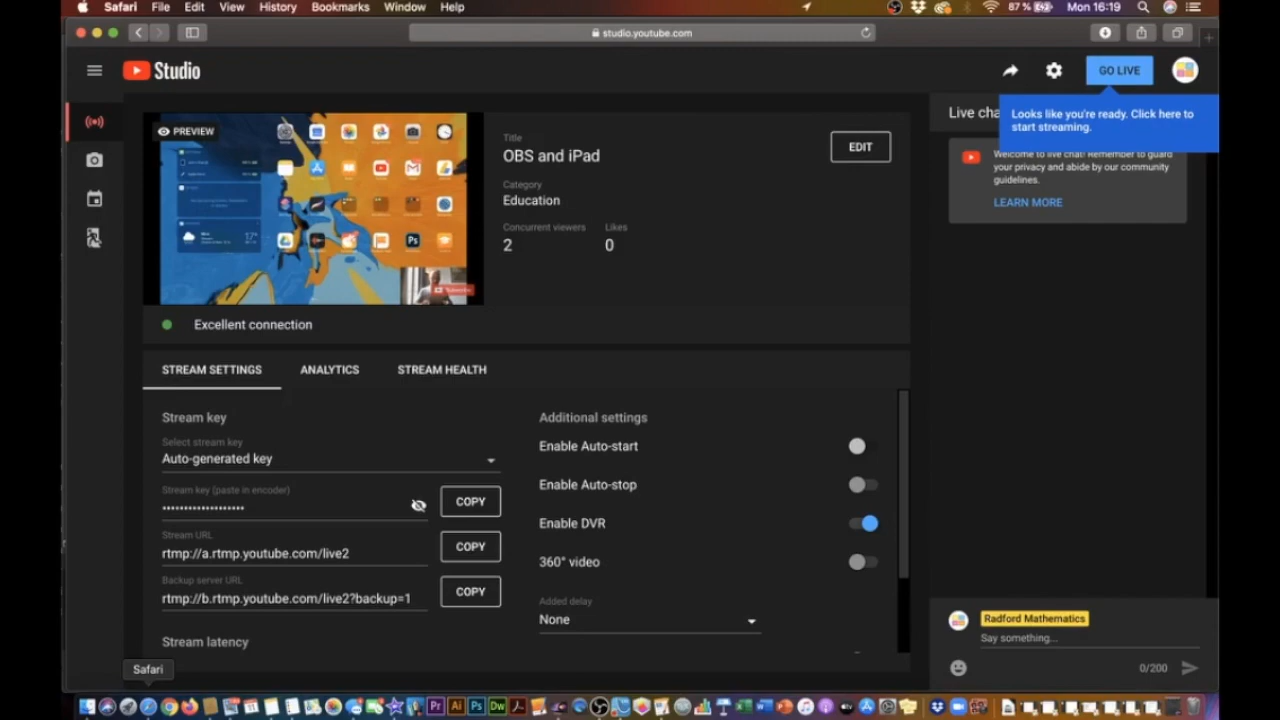 Safari File Edit View History Bookmarks Window Help
87 % Mon 16:19
studio.youtube.com
Studio
GO LIVE
PREVIEW
Title
OBS and iPad
EDIT
Category
Education
Concurrent viewers Likes
2 0
Excellent connection
Live cha
Looks like you're ready. Click here to
start streaming.
Welcome to live chat! Remember to guard
your privacy and abide by our community
guidelines.
LEARN MORE
STREAM SETTINGS ANALYTICS STREAM HEALTH
Stream key
Select stream key
Auto-generated key
Stream key (paste in encoder)
•••••••••••••••••••
COPY
Stream URL
rtmp://a.rtmp.youtube.com/live2
COPY
Backup server URL
rtmp://b.rtmp.youtube.com/live2?backup=1
COPY
Stream latency
Additional settings
Enable Auto-start
Enable Auto-stop
Enable DVR
360° video
Added delay
None
Radford Mathematics
Say something...
0/200
Safari
Pr Ai Ps Dw